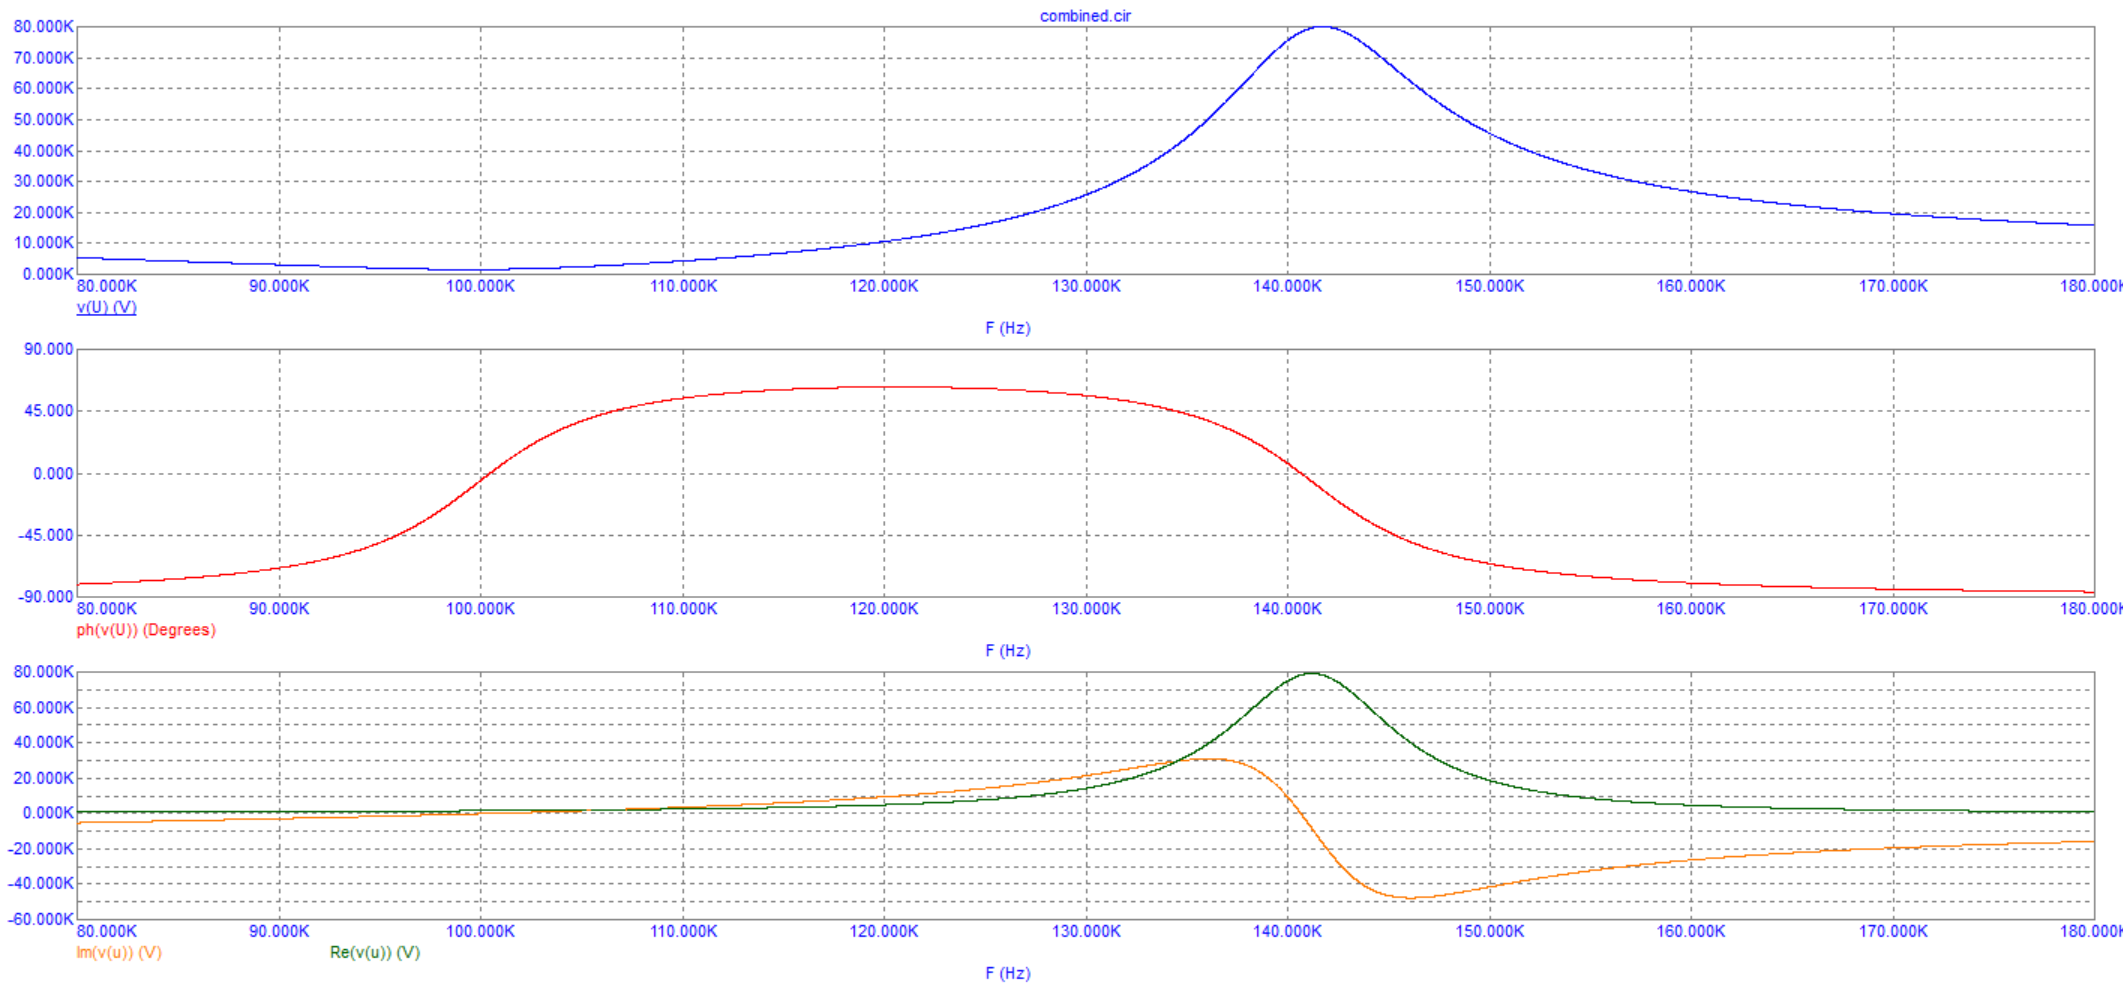 combined.cir
80.000K
70.000K
60.000K
50.000K
40.000K
30.000K
20.000K
10.000K
0.000K
80.000K 90.000K 100.000K 110.000K 120.000K 130.000K 140.000K 150.000K 160.000K 170.000K 180.000K
v(U) (V)
F (Hz)
90.000
45.000
0.000
-45.000
-90.000
80.000K 90.000K 100.000K 110.000K 120.000K 130.000K 140.000K 150.000K 160.000K 170.000K 180.000K
ph(v(U)) (Degrees)
F (Hz)
80.000K
60.000K
40.000K
20.000K
0.000K
-20.000K
-40.000K
-60.000K
80.000K 90.000K 100.000K 110.000K 120.000K 130.000K 140.000K 150.000K 160.000K 170.000K 180.000K
Im(v(u)) (V) Re(v(u)) (V)
F (Hz)